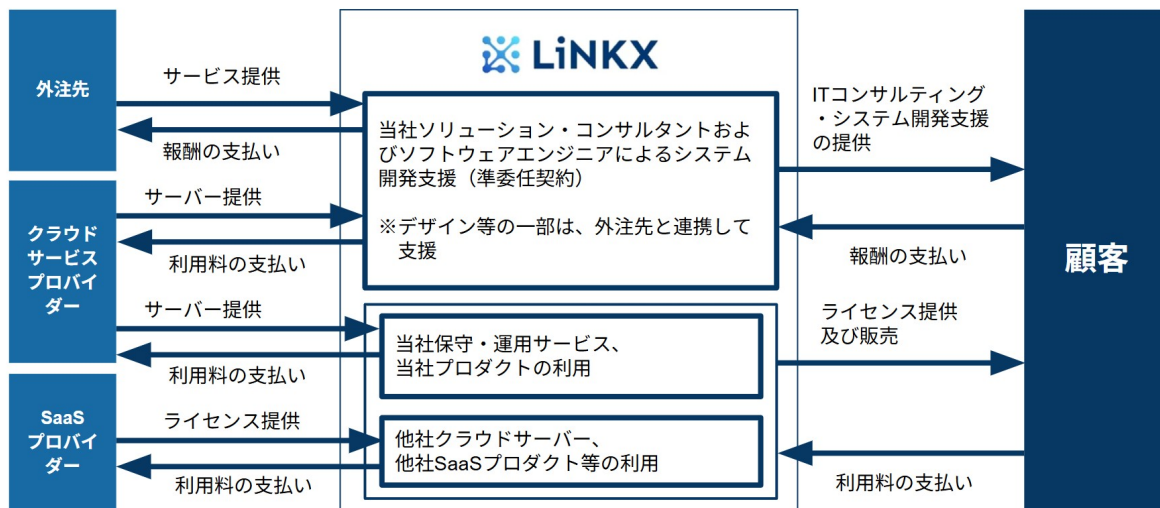 LiNKX
外注先
サービス提供
報酬の支払い
クラウド
サービス
プロバイ
ダー
サーバー提供
利用料の支払い
サーバー提供
利用料の支払い
SaaS
プロバイ
ダー
ライセンス提供
利用料の支払い
当社ソリューション・コンサルタントおよ
びソフトウェアエンジニアによるシステム
開発支援（準委任契約）
※デザイン等の一部は、外注先と連携して
支援
当社保守・運用サービス、
当社プロダクトの利用
他社クラウドサーバー、
他社SaaSプロダクト等の利用
ITコンサルティング
・システム開発支援
の提供
報酬の支払い
ライセンス提供
及び販売
利用料の支払い
顧客